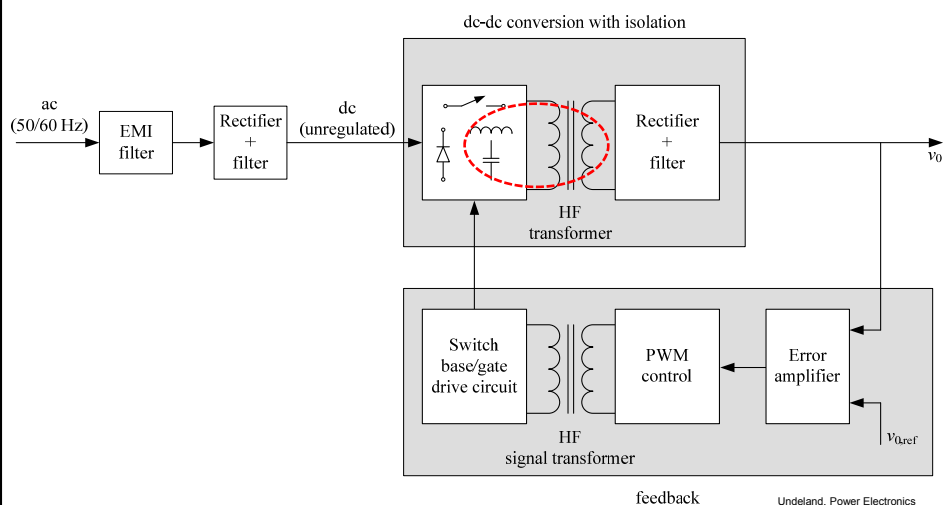 dc-dc conversion with isolation
ac
(50/60 Hz)
EMI
filter
Rectifier
+
filter
dc
(unregulated)
HF
transformer
Rectifier
+
filter
v0
Switch
base/gate
drive circuit
HF
signal transformer
PWM
control
Error
amplifier
v0,ref
feedback
Undeland, Power Electronics